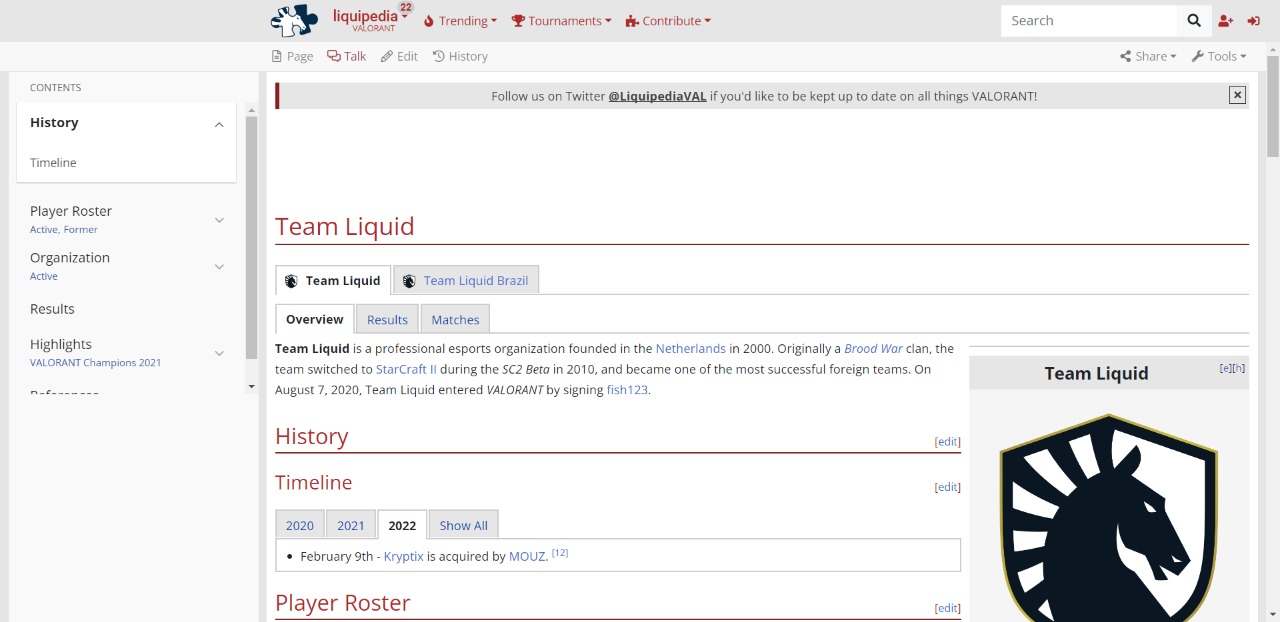 liquipedia
VALORANT
22
Trending
Tournaments
Contribute
Search
Page
Talk
Edit
History
Share
Tools
CONTENTS
History
Timeline
Player Roster
Active, Former
Organization
Active
Results
Highlights
VALORANT Champions 2021
Follow us on Twitter @LiquipediaVAL if you'd like to be kept up to date on all things VALORANT!
Team Liquid
Team Liquid
Team Liquid Brazil
Overview
Results
Matches
Team Liquid is a professional esports organization founded in the Netherlands in 2000. Originally a Brood War clan, the
team switched to StarCraft II during the SC2 Beta in 2010, and became one of the most successful foreign teams. On
August 7, 2020, Team Liquid entered VALORANT by signing fish123.
Team Liquid
[e][h]
History
[edit]
Timeline
[edit]
2020
2021
2022
Show All
• February 9th - Kryptix is acquired by MOUZ. [12]
Player Roster
[edit]